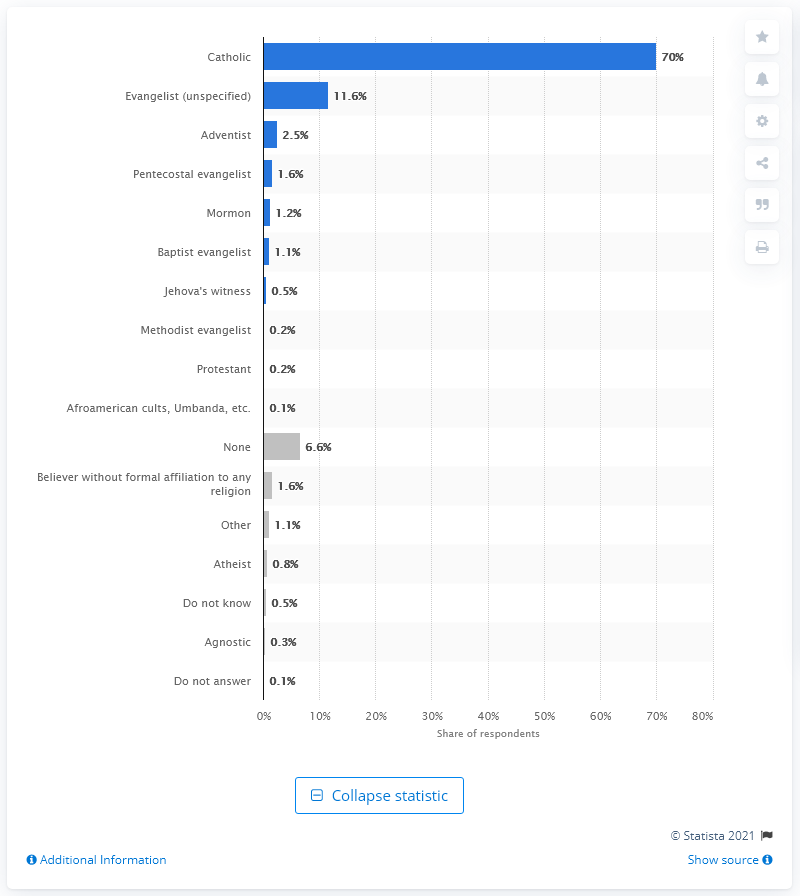 Catholic 70%
Evangelist (unspecified) 11.6%
Adventist 2.5%
Pentecostal evangelist 1.6%
Mormon 1.2%
Baptist evangelist 1.1%
Jehova's witness 0.5%
Methodist evangelist 0.2%
Protestant 0.2%
Afroamerican cults, Umbanda, etc. 0.1%
None 6.6%
Believer without formal affiliation to any
religion 1.6%
Other 1.1%
Atheist 0.8%
Do not know 0.5%
Agnostic 0.3%
Do not answer 0.1%
0% 10% 20% 30% 40% 50% 60% 70% 80%
Share of respondents
Collapse statistic
© Statista 2021
Additional Information Show source